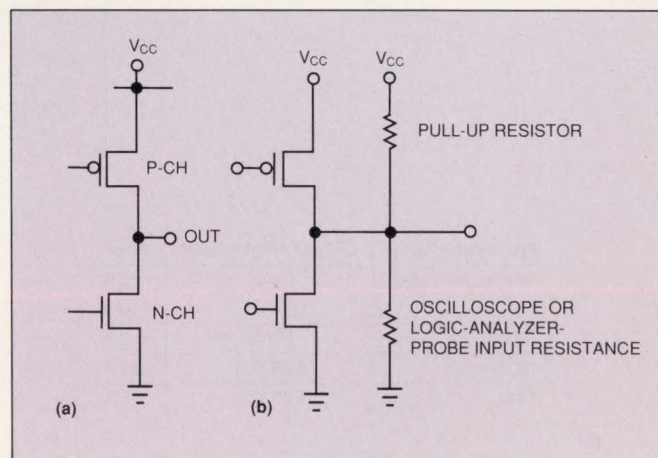 VCC
P-CH
OUT
N-CH
(a)
VCC
VCC
PULL-UP RESISTOR
OSCILLOSCOPE OR
LOGIC-ANALYZER-
PROBE INPUT RESISTANCE
(b)